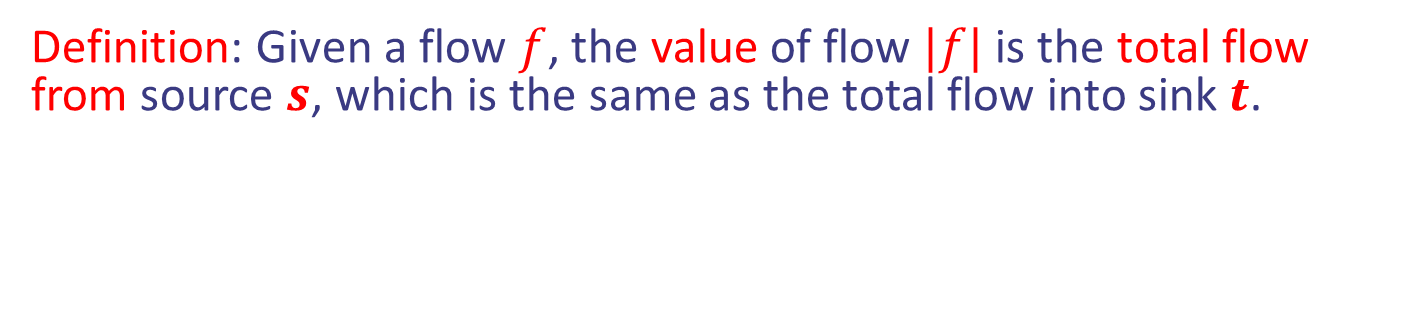 Definition: Given a flow f, the value of flow |f| is the total flow
from source s, which is the same as the total flow into sink t.